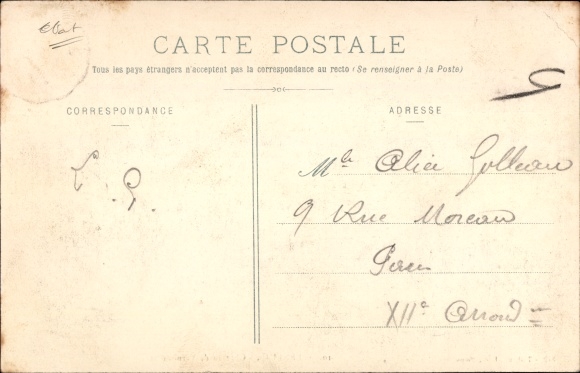 CARTE POSTALE
Tous les pays étrangers n'acceptent pas la correspondance au recto (Se renseigner à la Poste)
CORRESPONDANCE
ADRESSE
Mlle Alice
9 Rue Moreau
Paris
XIIe Arrond